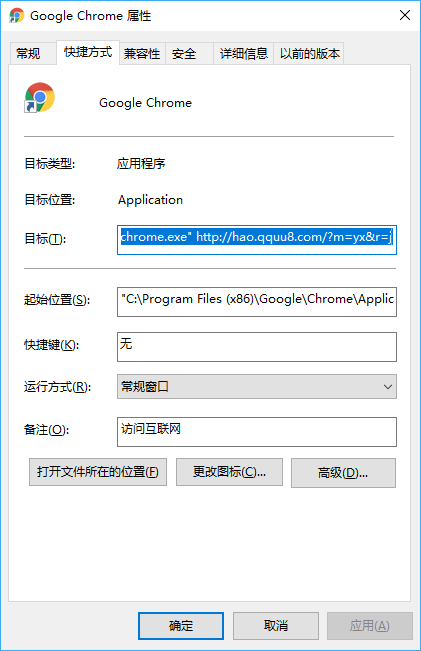 Google Chrome 属性
常规 快捷方式 兼容性 安全 详细信息 以前的版本
Google Chrome
目标类型: 应用程序
目标位置: Application
目标(T): chrome.exe" http://hao.qquu8.com/?m=yx&r=j
起始位置(S): "C:\Program Files (x86)\Google\Chrome\Applic
快捷键(K): 无
运行方式(R): 常规窗口
备注(O): 访问互联网
打开文件所在的位置(F) 更改图标(C)... 高级(D)...
确定 取消 应用(A)